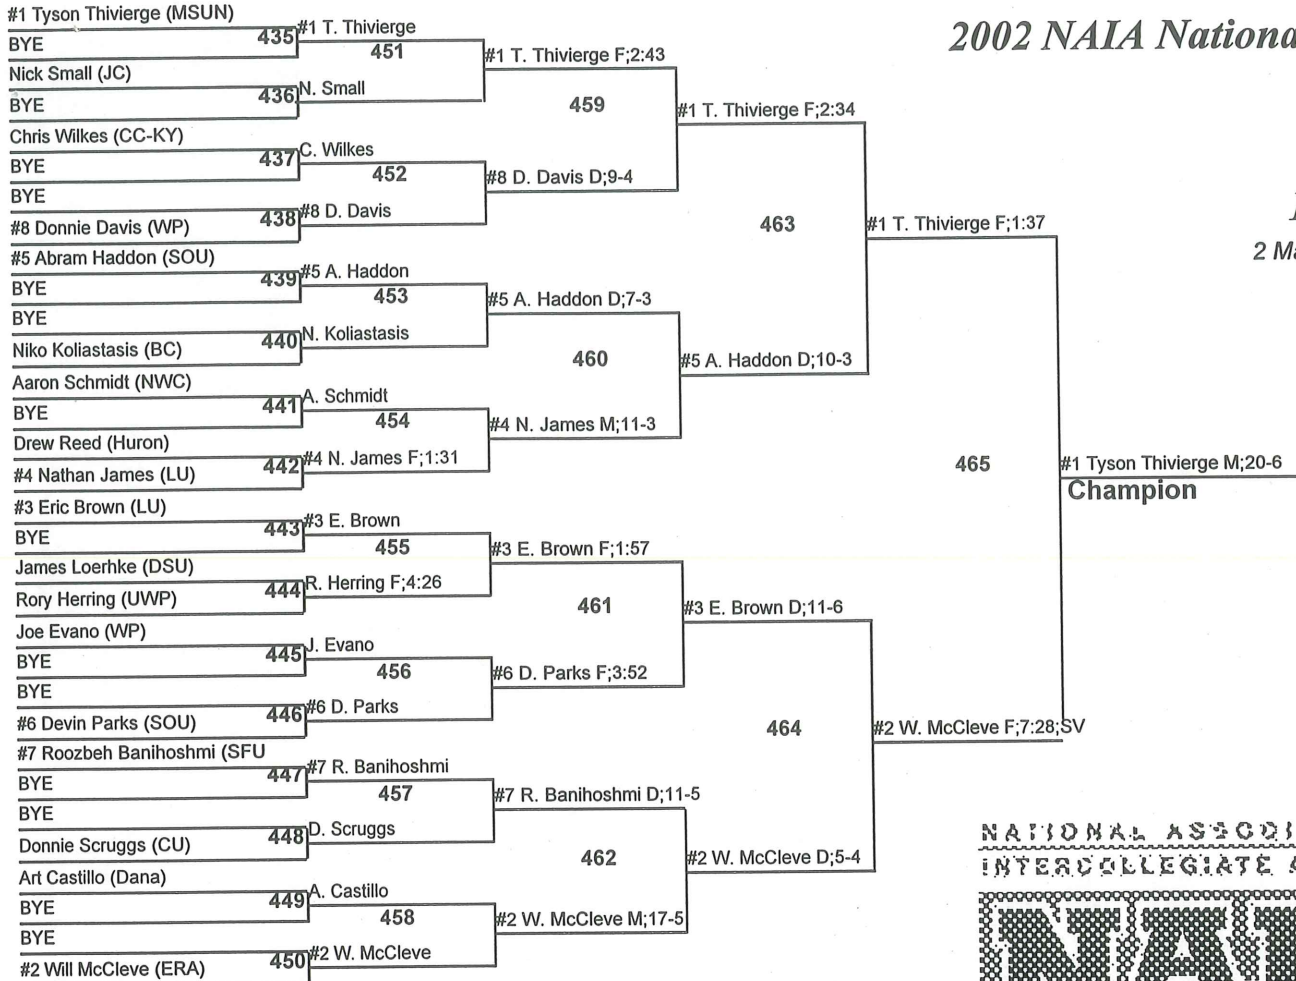 #1 Tyson Thivierge (MSUN)
BYE
435
Nick Small (JC)
BYE
436
Chris Wilkes (CC-KY)
BYE
437
BYE
#8 Donnie Davis (WP)
438
#5 Abram Haddon (SOU)
BYE
439
BYE
Niko Koliastasis (BC)
440
Aaron Schmidt (NWC)
BYE
441
Drew Reed (Huron)
#4 Nathan James (LU)
442
#3 Eric Brown (LU)
BYE
443
James Loerhke (DSU)
Rory Herring (UWP)
444
Joe Evano (WP)
BYE
445
BYE
#6 Devin Parks (SOU)
446
#7 Roozbeh Banihoshmi (SFU
BYE
447
BYE
Donnie Scruggs (CU)
448
Art Castillo (Dana)
BYE
449
BYE
#2 Will McCleve (ERA)
450
#1 T. Thivierge
451
N. Small
C. Wilkes
452
#8 D. Davis
#5 A. Haddon
453
N. Koliastasis
A. Schmidt
454
#4 N. James F;1:31
#3 E. Brown
455
R. Herring F;4:26
J. Evano
456
#6 D. Parks
#7 R. Banihoshmi
457
D. Scruggs
A. Castillo
458
#2 W. McCleve
#1 T. Thivierge F;2:43
459
#8 D. Davis D;9-4
#5 A. Haddon D;7-3
460
#4 N. James M;11-3
#3 E. Brown F;1:57
461
#6 D. Parks F;3:52
#7 R. Banihoshmi D;11-5
462
#2 W. McCleve M;17-5
#1 T. Thivierge F;2:34
463
#5 A. Haddon D;10-3
#3 E. Brown D;11-6
464
#2 W. McCleve D;5-4
#1 T. Thivierge F;1:37
465
#2 W. McCleve F;7:28;SV
#1 Tyson Thivierge M;20-6
Champion
2002 NAIA Nationa
2 Ma
NATIONAL ASSOCI
INTERCOLLEGIATE A
NAI